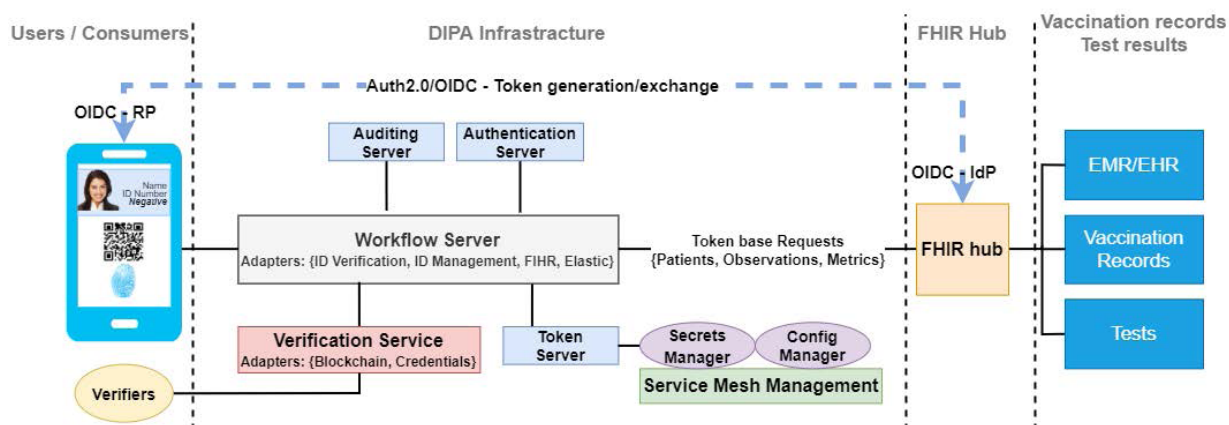 Users / Consumers
DIPA Infrastracture
FHIR Hub
Vaccination records
Test results
Auth2.0/OIDC - Token generation/exchange
OIDC - RP
Auditing
Server
Authentication
Server
OIDC - IdP
Name
ID Number
Negative
Workflow Server
Adapters: {ID Verification, ID Management, FIHR, Elastic}
Token base Requests
{Patients, Observations, Metrics}
FHIR hub
EMR/EHR
Vaccination
Records
Tests
Verification Service
Adapters: {Blockchain, Credentials}
Token
Server
Secrets
Manager
Config
Manager
Service Mesh Management
Verifiers